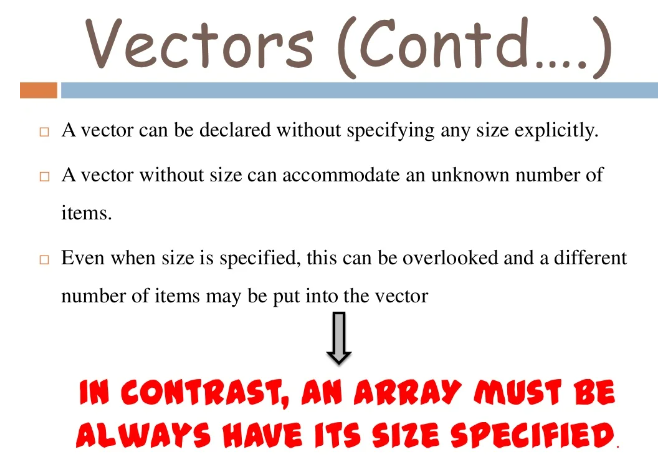 Vectors (Contd….)
A vector can be declared without specifying any size explicitly.
A vector without size can accommodate an unknown number of
items.
Even when size is specified, this can be overlooked and a different
number of items may be put into the vector
IN CONTRAST, AN ARRAY MUST BE
ALWAYS HAVE ITS SIZE SPECIFIED.